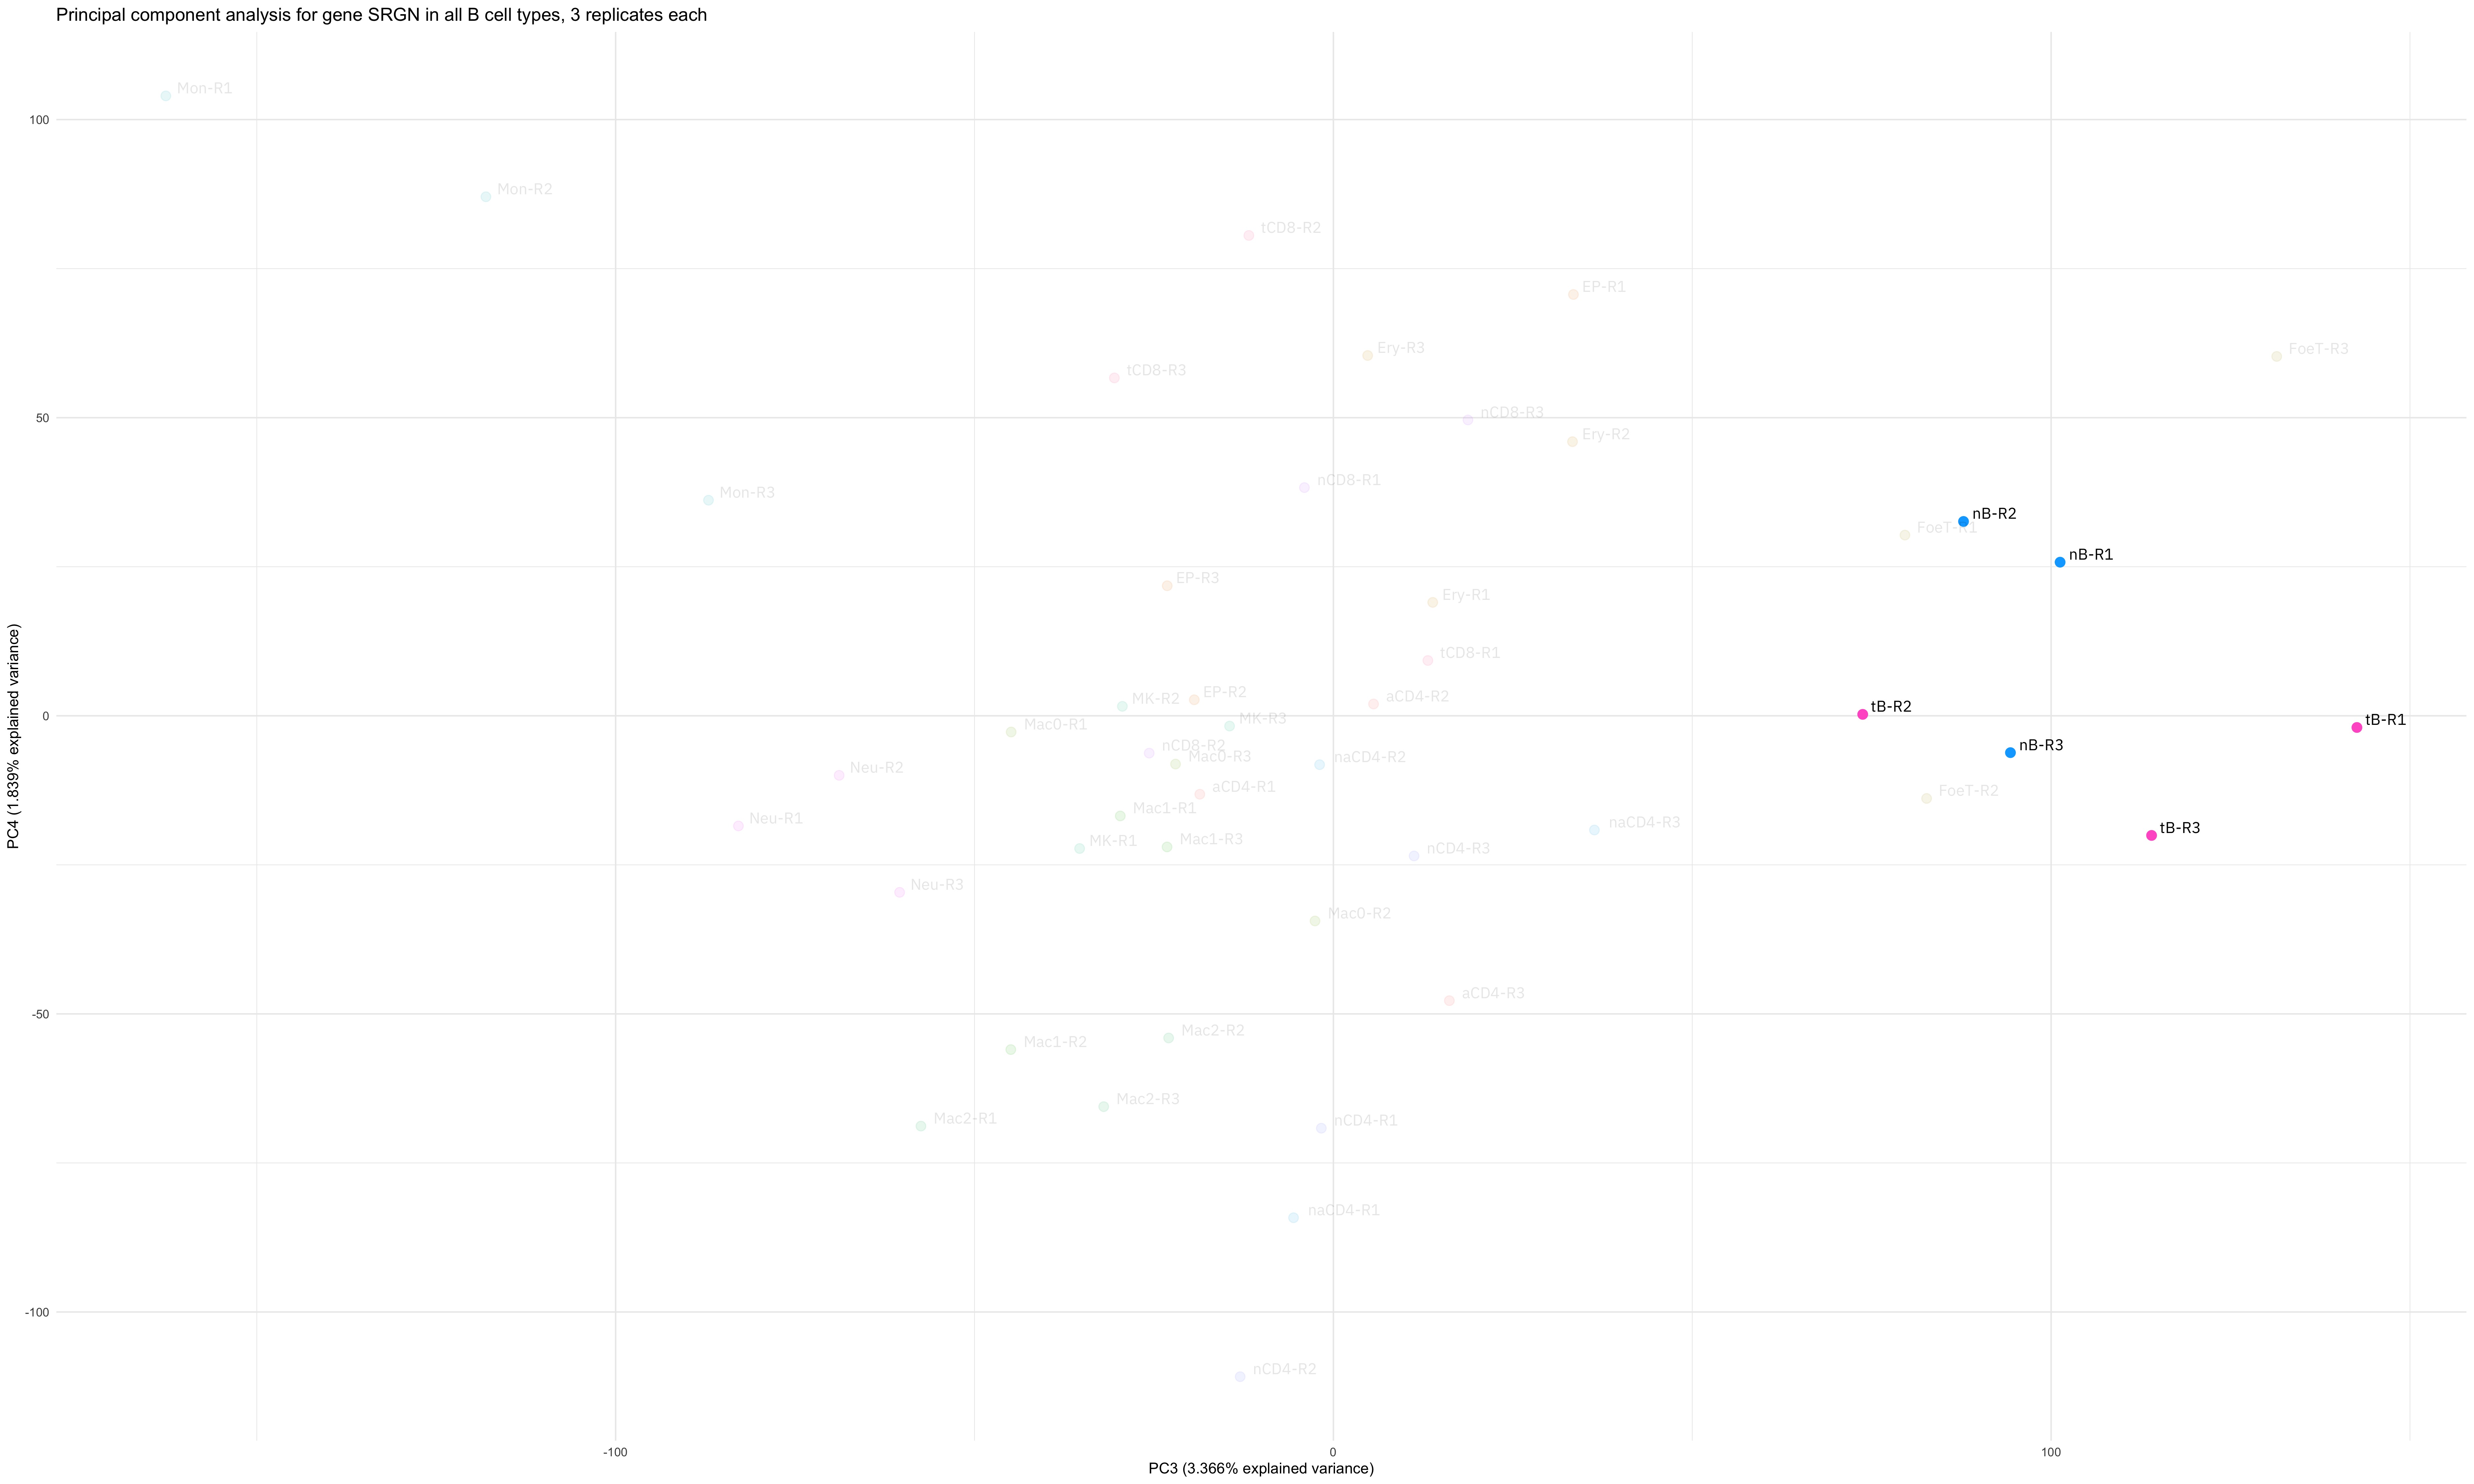 Principal component analysis for gene SRGN in all B cell types, 3 replicates each
Mon-R1
100
Mon-R2
tCD8-R2
EP-R1
Ery-R3
FoeT-R3
tCD8-R3
50
nCD8-R3
Ery-R2
nCD8-R1
Mon-R3
nB-R2
FoeT-R1
nB-R1
EP-R3
Ery-R1
tCD8-R1
EP-R2
aCD4-R2
MK-R2
tB-R2
0
MK-R3
tB-R1
Mac0-R1
nCD8-R2
nB-R3
Mac0-R3
naCD4-R2
Neu-R2
aCD4-R1
FoeT-R2
Mac1-R1
Neu-R1
naCD4-R3
tB-R3
MK-R1
Mac1-R3
nCD4-R3
Neu-R3
Mac0-R2
aCD4-R3
-50
Mac2-R2
Mac1-R2
Mac2-R3
Mac2-R1
nCD4-R1
naCD4-R1
-100
nCD4-R2
-100
0
100
PC3 (3.366% explained variance)
PC4 (1.839% explained variance)